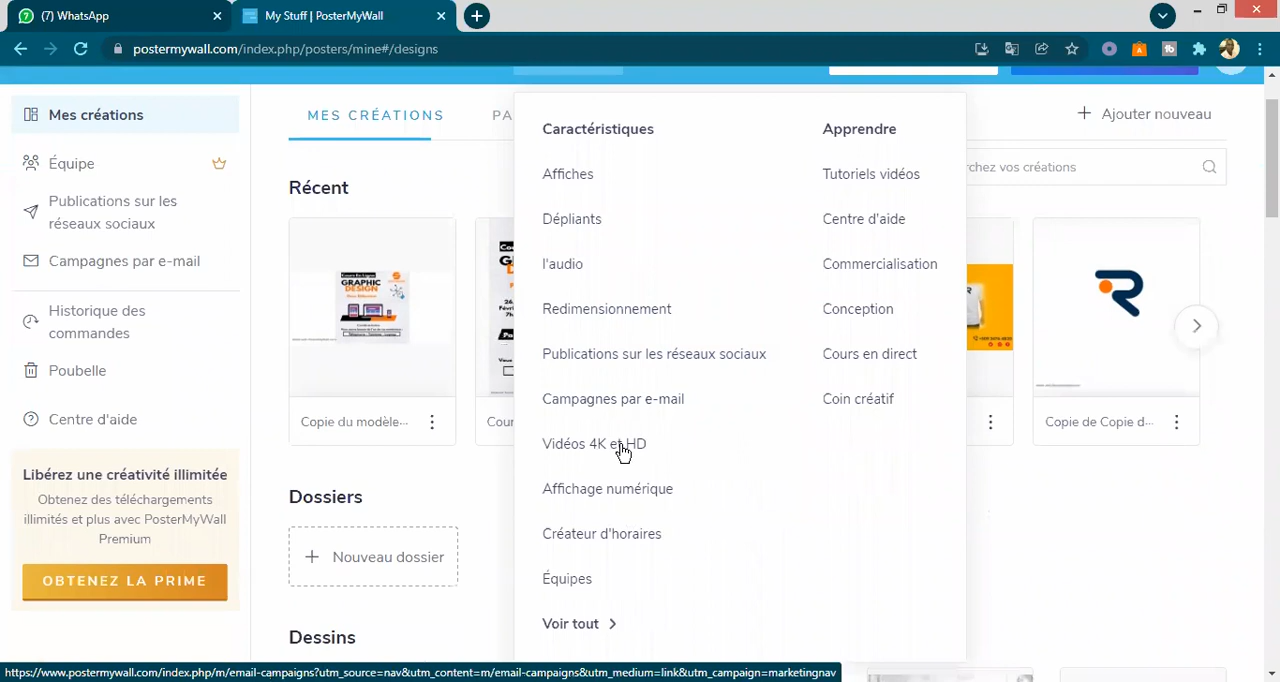 (7) WhatsApp
My Stuff | PosterMyWall
postermywall.com/index.php/posters/mine#/designs
Mes créations
Équipe
Publications sur les
réseaux sociaux
Campagnes par e-mail
Historique des
commandes
Poubelle
Centre d'aide
Libérez une créativité illimitée
Obtenez des téléchargements
illimités et plus avec PosterMyWall
Premium
OBTENEZ LA PRIME
MES CRÉATIONS
PA
Ajouter nouveau
chez vos créations
Récent
GRAPHIC
DESIGN
Copie du modèle...
Cour
Copie de Copie d...
Dossiers
Nouveau dossier
Dessins
Caractéristiques
Affiches
Dépliants
l'audio
Redimensionnement
Publications sur les réseaux sociaux
Campagnes par e-mail
Vidéos 4K et HD
Affichage numérique
Créateur d'horaires
Équipes
Voir tout
Apprendre
Tutoriels vidéos
Centre d'aide
Commercialisation
Conception
Cours en direct
Coin créatif
https://www.postermywall.com/index.php/m/email-campaigns?utm_source=nav&utm_content=m/email-campaigns&utm_medium=link&utm_campaign=marketingnav